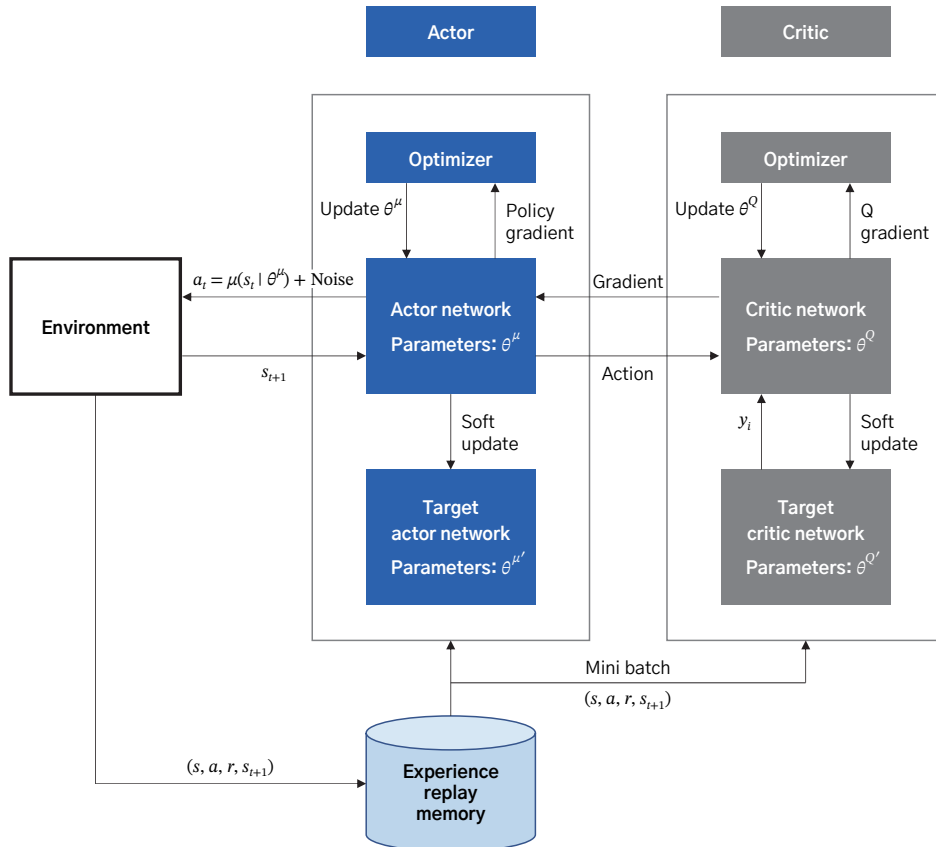 Actor
Critic
Optimizer
Optimizer
Update θ^μ
Policy
gradient
Update θ^Q
Q
gradient
a_t = μ(s_t | θ^μ) + Noise
Environment
s_{t+1}
Actor network
Parameters: θ^μ
Gradient
Action
Critic network
Parameters: θ^Q
Soft
update
y_i
Soft
update
Target
actor network
Parameters: θ^{μ′}
Target
critic network
Parameters: θ^{Q′}
Mini batch
(s, a, r, s_{t+1})
(s, a, r, s_{t+1})
Experience
replay
memory